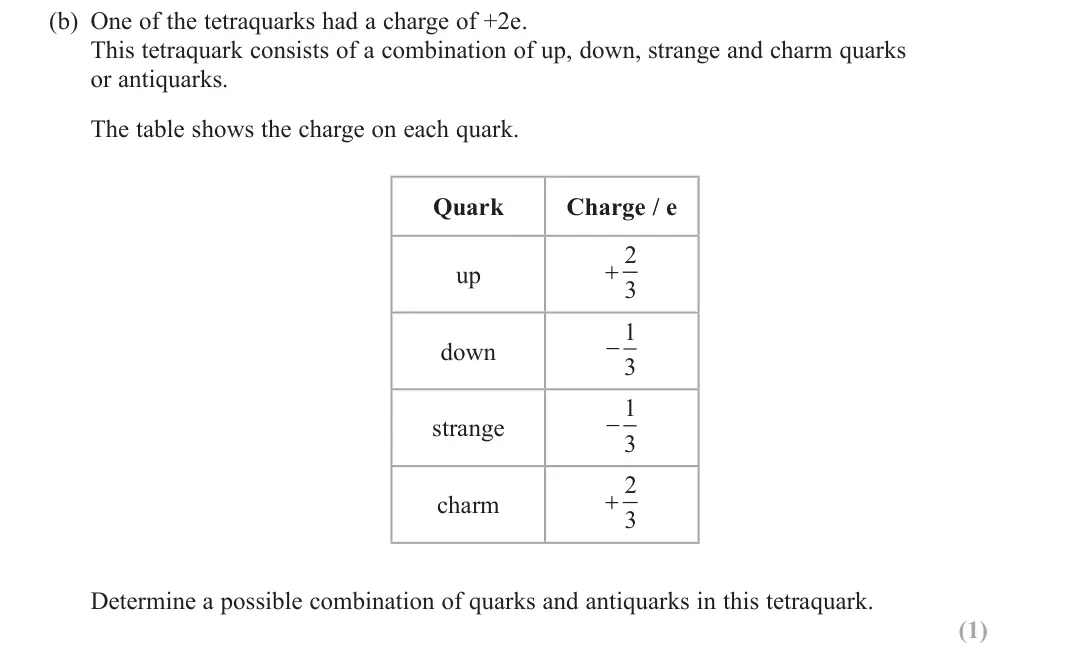 (b) One of the tetraquarks had a charge of +2e.
This tetraquark consists of a combination of up, down, strange and charm quarks
or antiquarks.
The table shows the charge on each quark.
Quark Charge / e
up +2/3
down −1/3
strange −1/3
charm +2/3
Determine a possible combination of quarks and antiquarks in this tetraquark.
(1)